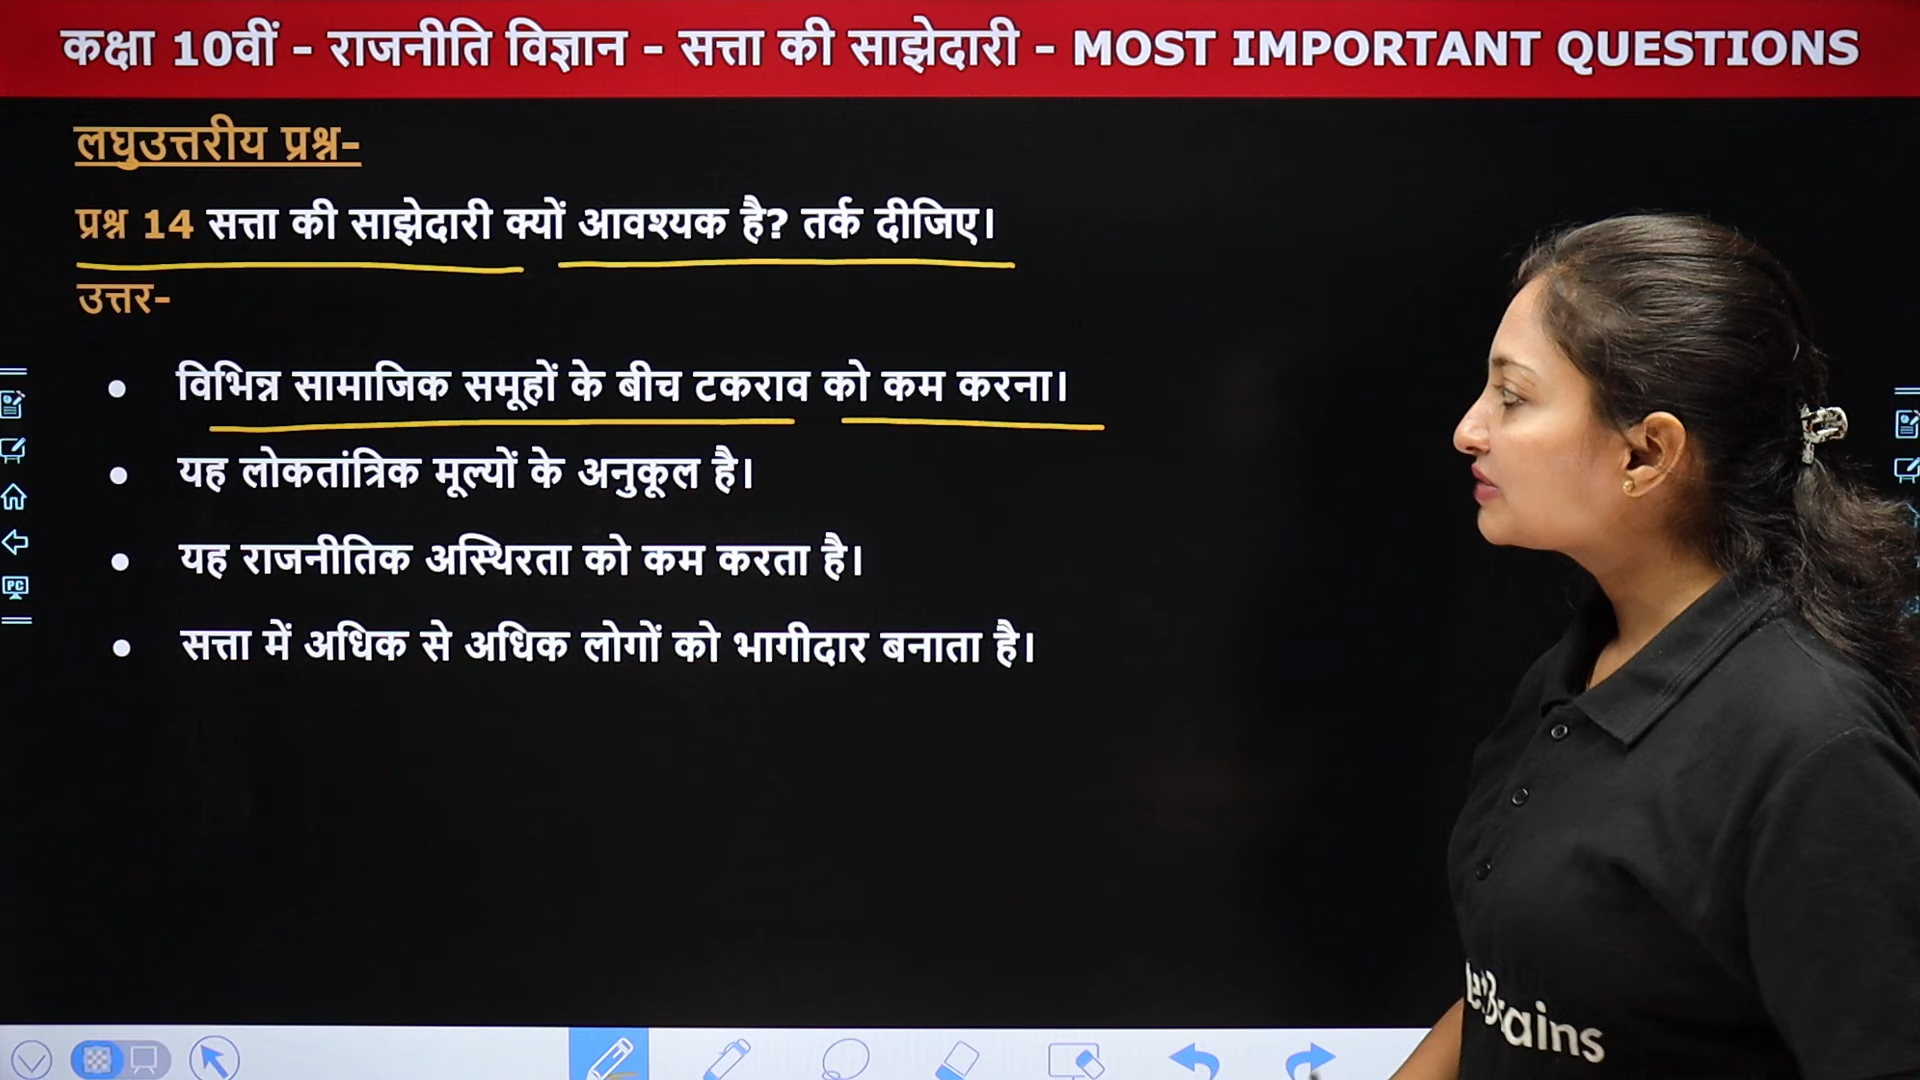 कक्षा 10वीं - राजनीति विज्ञान - सत्ता की साझेदारी - MOST IMPORTANT QUESTIONS
लघुउत्तरीय प्रश्न-
प्रश्न 14 सत्ता की साझेदारी क्यों आवश्यक है? तर्क दीजिए।
उत्तर-
● विभिन्न सामाजिक समूहों के बीच टकराव को कम करना।
● यह लोकतांत्रिक मूल्यों के अनुकूल है।
● यह राजनीतिक अस्थिरता को कम करता है।
● सत्ता में अधिक से अधिक लोगों को भागीदार बनाता है।
PC